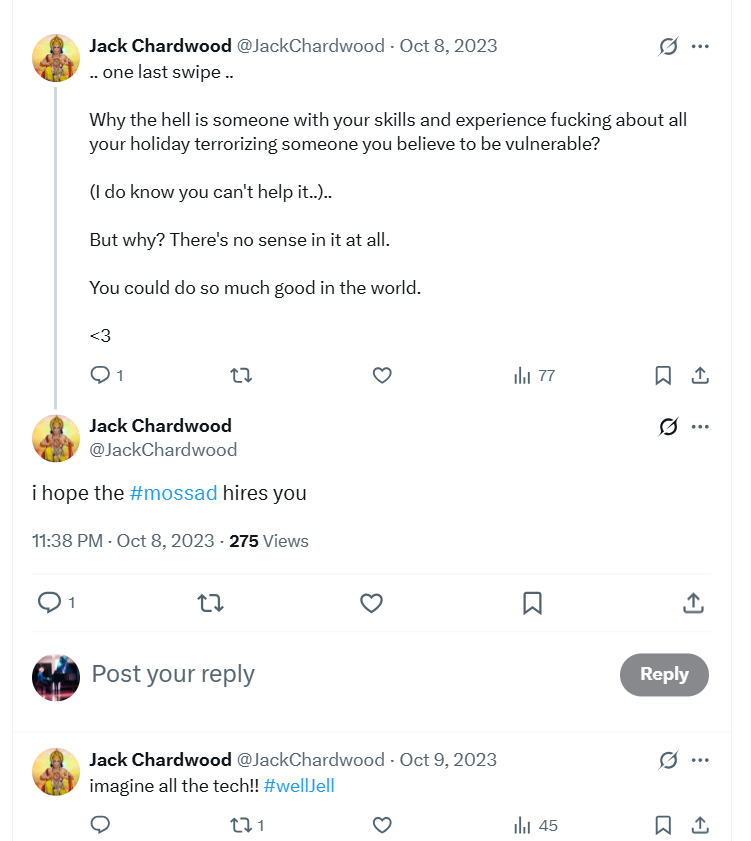 Jack Chardwood @JackChardwood · Oct 8, 2023
.. one last swipe ..
Why the hell is someone with your skills and experience fucking about all
your holiday terrorizing someone you believe to be vulnerable?
(I do know you can't help it..)..
But why? There's no sense in it at all.
You could do so much good in the world.
<3
1 77
Jack Chardwood
@JackChardwood
i hope the #mossad hires you
11:38 PM · Oct 8, 2023 · 275 Views
1
Post your reply Reply
Jack Chardwood @JackChardwood · Oct 9, 2023
imagine all the tech!! #wellJell
1 45